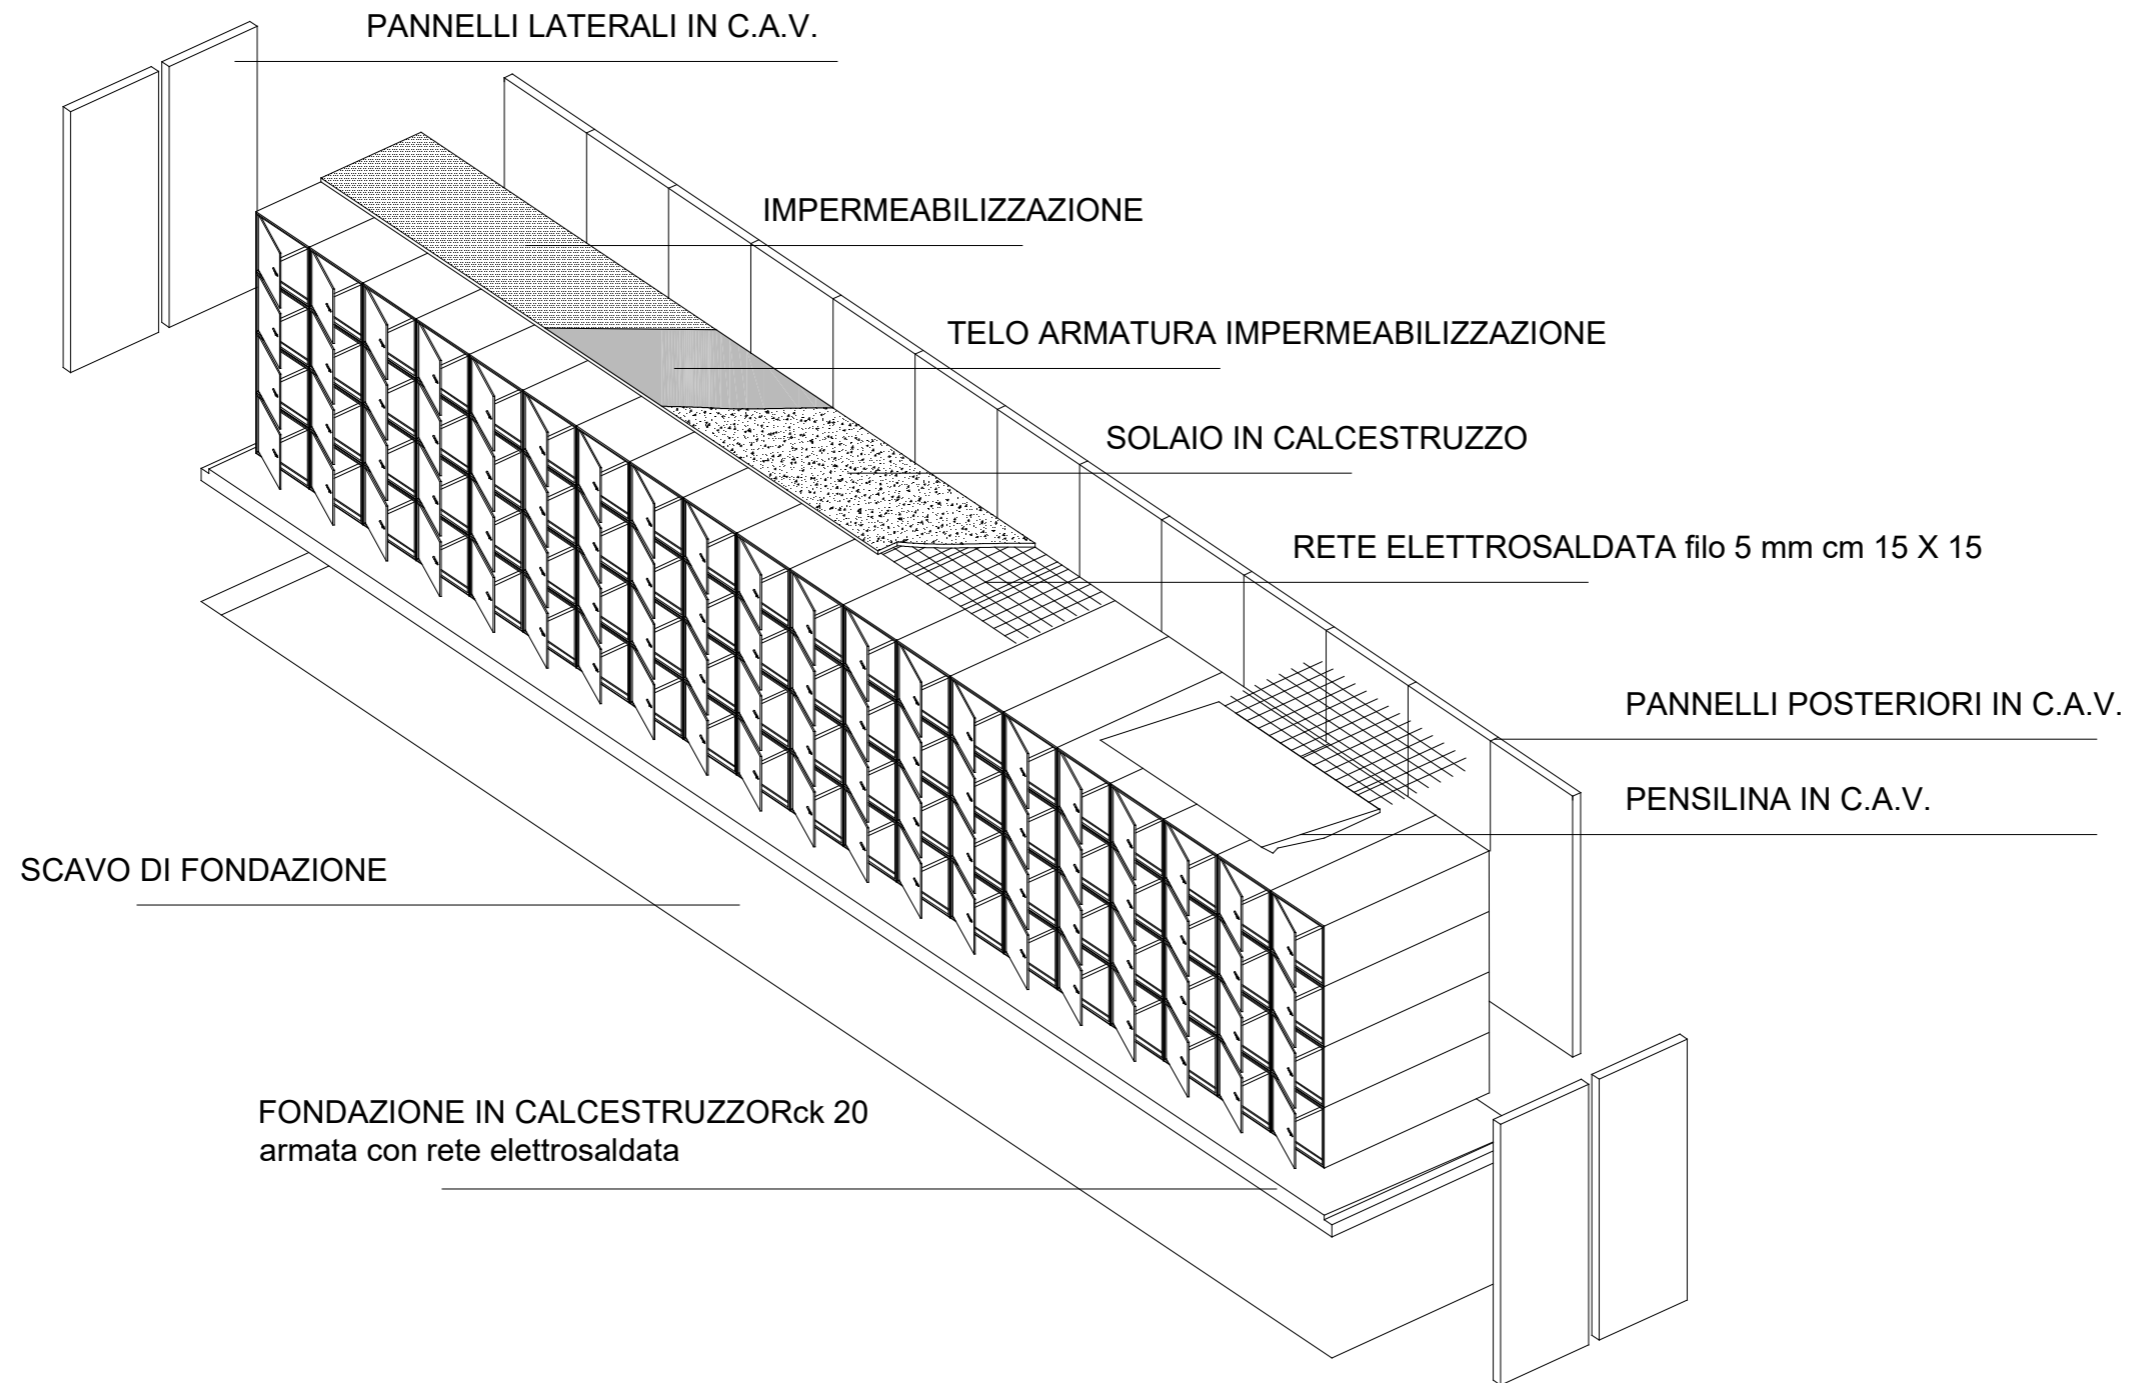 PANNELLI LATERALI IN C.A.V.
IMPERMEABILIZZAZIONE
TELO ARMATURA IMPERMEABILIZZAZIONE
SOLAIO IN CALCESTRUZZO
RETE ELETTROSALDATA filo 5 mm cm 15 X 15
PANNELLI POSTERIORI IN C.A.V.
PENSILINA IN C.A.V.
SCAVO DI FONDAZIONE
FONDAZIONE IN CALCESTRUZZORck 20
armata con rete elettrosaldata